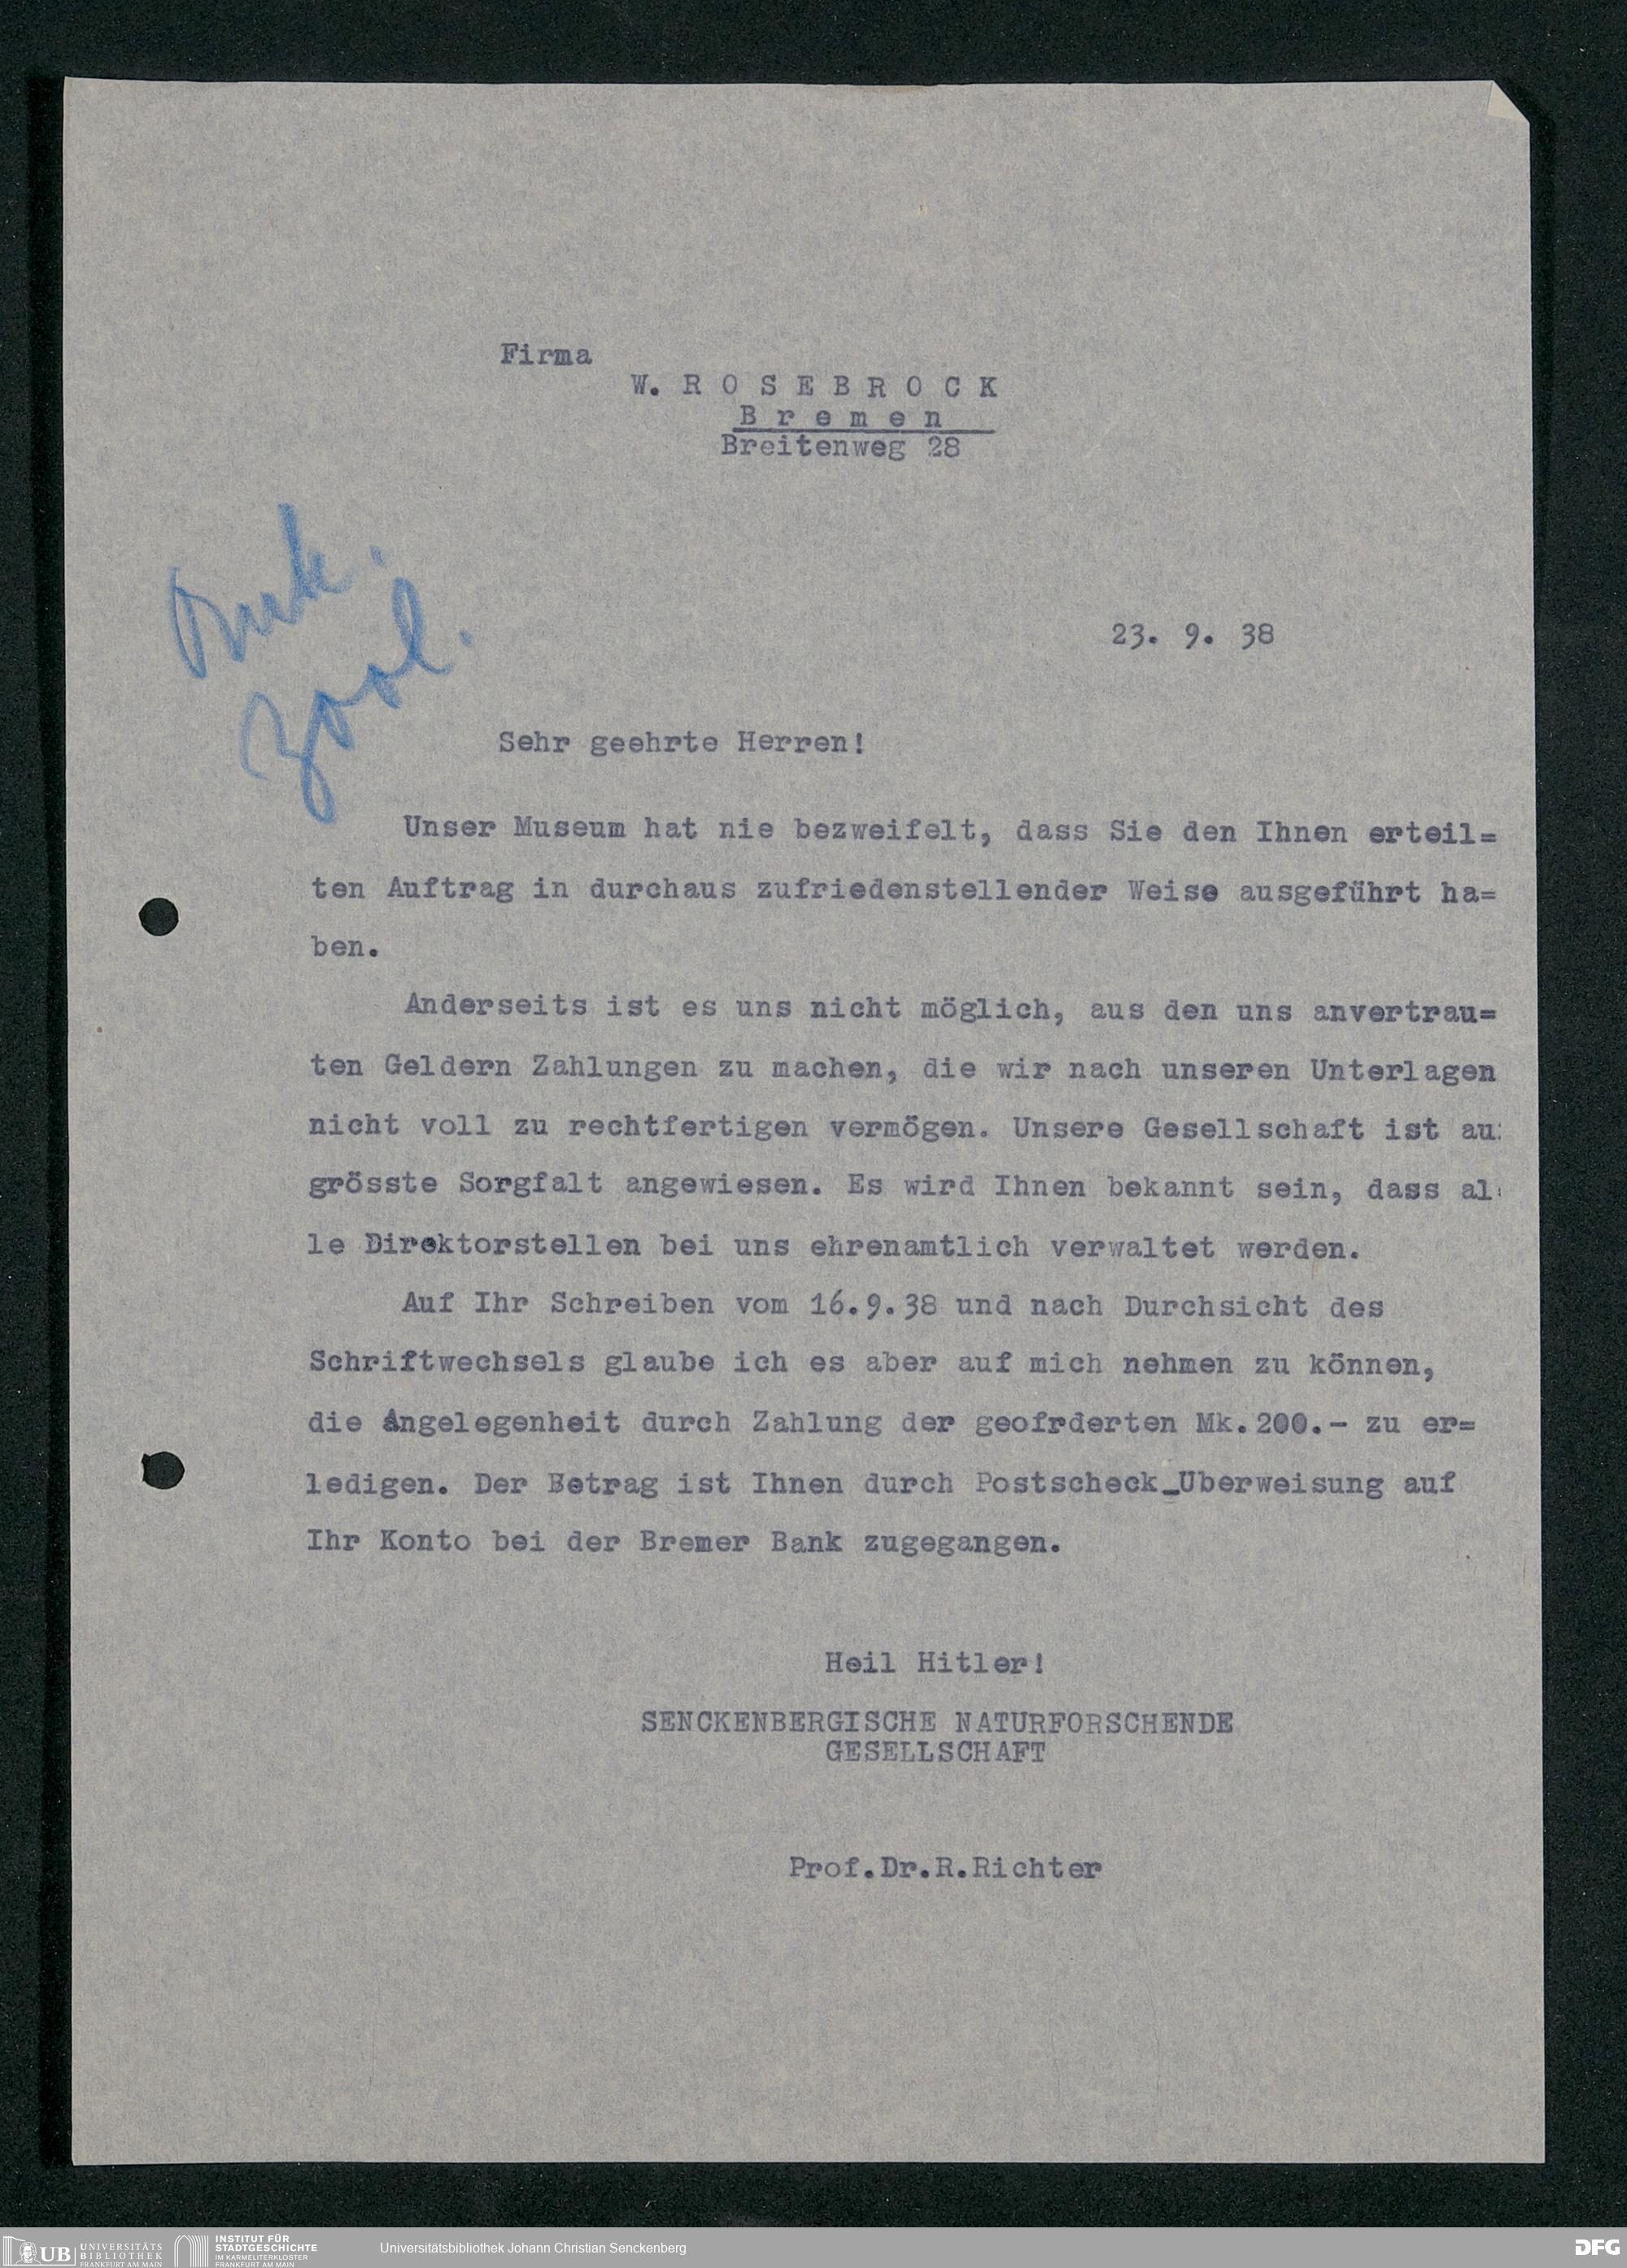 Firma
W. ROSEBROCK
Bremen
Breitenweg 28
zool.
23. 9. 38
Sehr geehrte Herren!
Unser Museum hat nie bezweifelt, dass Sie den Ihnen erteil=
ten Auftrag in durchaus zufriedenstellender Weise ausgeführt ha=
ben.
Anderseits ist es uns nicht möglich, aus den uns anvertrau=
ten Geldern Zahlungen zu machen, die wir nach unseren Unterlagen
nicht voll zu rechtfertigen vermögen. Unsere Gesellschaft ist au
grösste Sorgfalt angewiesen. Es wird Ihnen bekannt sein, dass al
le Direktorstellen bei uns ehrenamtlich verwaltet werden.
Auf Ihr Schreiben vom 16.9.38 und nach Durchsicht des
Schriftwechsels glaube ich es aber auf mich nehmen zu können,
die Angelegenheit durch Zahlung der geofrderten Mk.200.- zu er=
ledigen. Der Betrag ist Ihnen durch Postscheck_Uberweisung auf
Ihr Konto bei der Bremer Bank zugegangen.
Heil Hitler!
SENCKENBERGISCHE NATURFORSCHENDE
GESELLSCHAFT
Prof.Dr.R.Richter
UB UNIVERSITÄTS
BIBLIOTHEK
FRANKFURT AM MAIN
INSTITUT FÜR
STADTGESCHICHTE
IM KARMELITERKLOSTER
FRANKFURT AM MAIN
Universitätsbibliothek Johann Christian Senckenberg
DFG